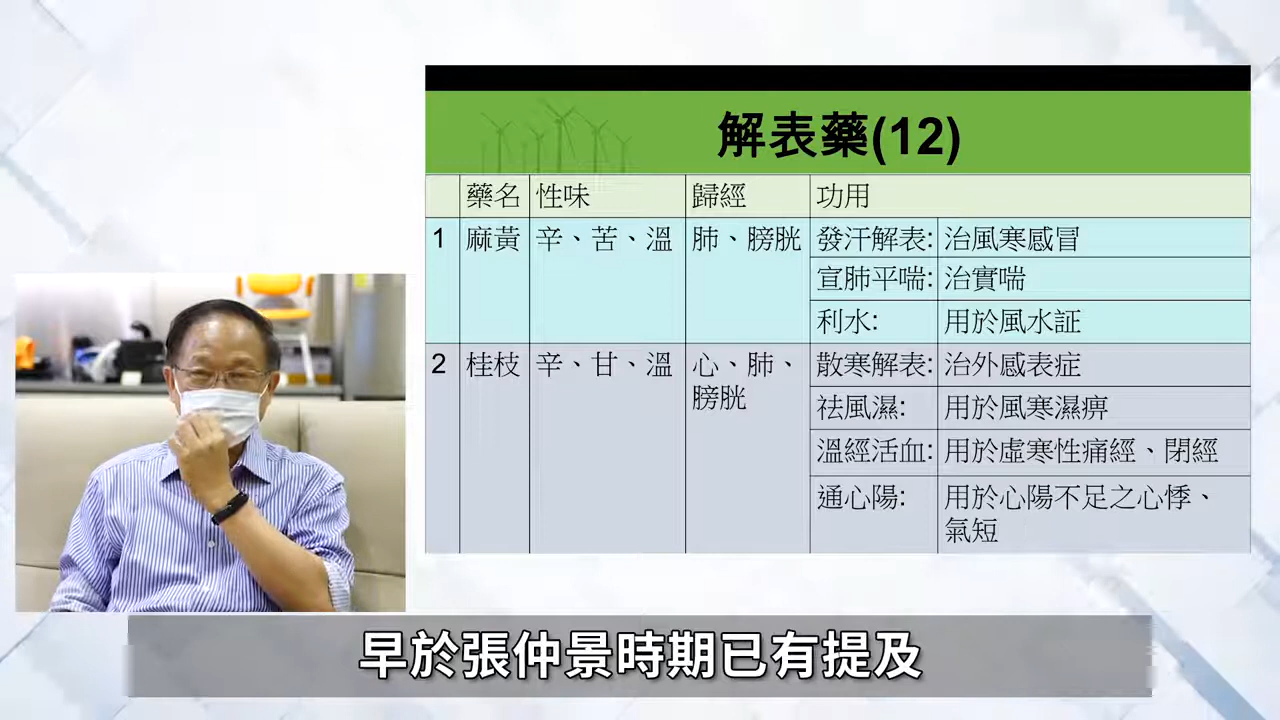 解表藥(12)
藥名 性味 歸經 功用
1 麻黃 辛、苦、溫 肺、膀胱 發汗解表: 治風寒感冒
宣肺平喘: 治實喘
利水: 用於風水証
2 桂枝 辛、甘、溫 心、肺、 散寒解表: 治外感表症
膀胱 祛風濕: 用於風寒濕痹
溫經活血: 用於虛寒性痛經、閉經
通心陽: 用於心陽不足之心悸、
氣短
早於張仲景時期已有提及